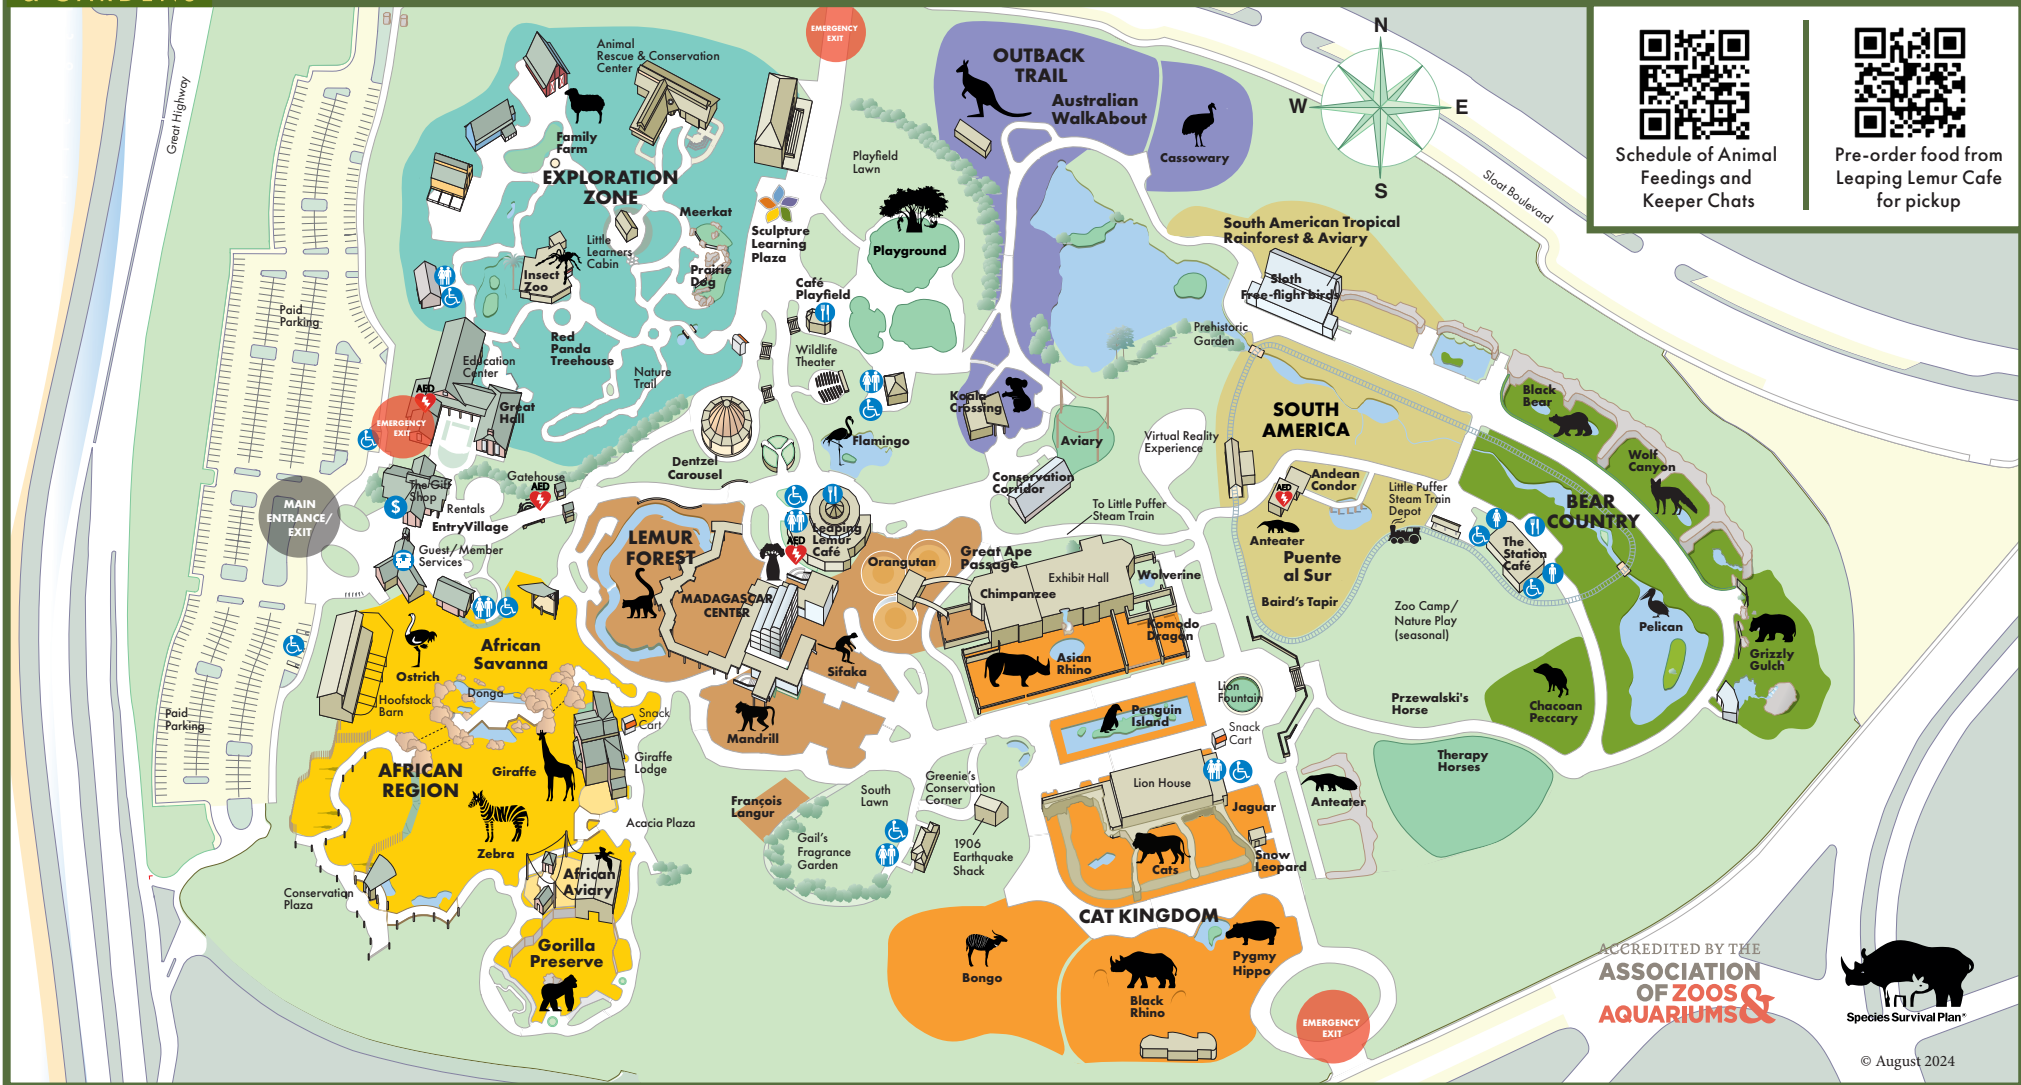 Great Highway
EMERGENCY
EXIT
Animal
Rescue & Conservation
Center
Family
Farm
EXPLORATION
ZONE
Meerkat
Little
Learners
Cabin
Insect
Zoo
Prairie
Dog
Sculpture
Learning
Plaza
Red
Panda
Treehouse
Nature
Trail
Education
Center
AED
Great
Hall
EMERGENCY
EXIT
Paid
Parking
Playfield
Lawn
Playground
Café
Playfield
Wildlife
Theater
Flamingo
Dentzel
Carousel
OUTBACK
TRAIL
Australian
WalkAbout
Cassowary
Koala
Crossing
Aviary
Conservation
Corridor
N
W
E
S
Sloat Boulevard
Schedule of Animal
Feedings and
Keeper Chats
Pre-order food from
Leaping Lemur Cafe
for pickup
South American Tropical
Rainforest & Aviary
Sloth
Free-flight birds
Prehistoric
Garden
SOUTH
AMERICA
Virtual Reality
Experience
Andean
Condor
AED
Anteater
Puente
al Sur
Baird's Tapir
Little Puffer
Steam Train
Depot
To Little Puffer
Steam Train
Black
Bear
Wolf
Canyon
BEAR
COUNTRY
The
Station
Café
Pelican
Grizzly
Gulch
Zoo Camp/
Nature Play
(seasonal)
Przewalski's
Horse
Chacoan
Peccary
Therapy
Horses
MAIN
ENTRANCE/
EXIT
The Gift
Shop
$
Rentals
Gatehouse
AED
EntryVillage
Guest/Member
Services
LEMUR
FOREST
MADAGASCAR
CENTER
Leaping
Lemur
Café
AED
Orangutan
Sifaka
Mandrill
Great Ape
Passage
Exhibit Hall
Chimpanzee
Wolverine
Komodo
Dragon
Asian
Rhino
Penguin
Island
Lion
Fountain
Snack
Cart
Lion House
Jaguar
Snow
Leopard
Cats
Anteater
CAT KINGDOM
Bongo
Black
Rhino
Pygmy
Hippo
EMERGENCY
EXIT
African
Savanna
Ostrich
Hoofstock
Barn
Donga
Snack
Cart
AFRICAN
REGION
Giraffe
Giraffe
Lodge
Zebra
Acacia Plaza
African
Aviary
Gorilla
Preserve
Conservation
Plaza
Paid
Parking
François
Langur
Gail's
Fragrance
Garden
South
Lawn
Greenie's
Conservation
Corner
1906
Earthquake
Shack
ACCREDITED BY THE
ASSOCIATION
OF ZOOS
& AQUARIUMS
Species Survival Plan®
© August 2024